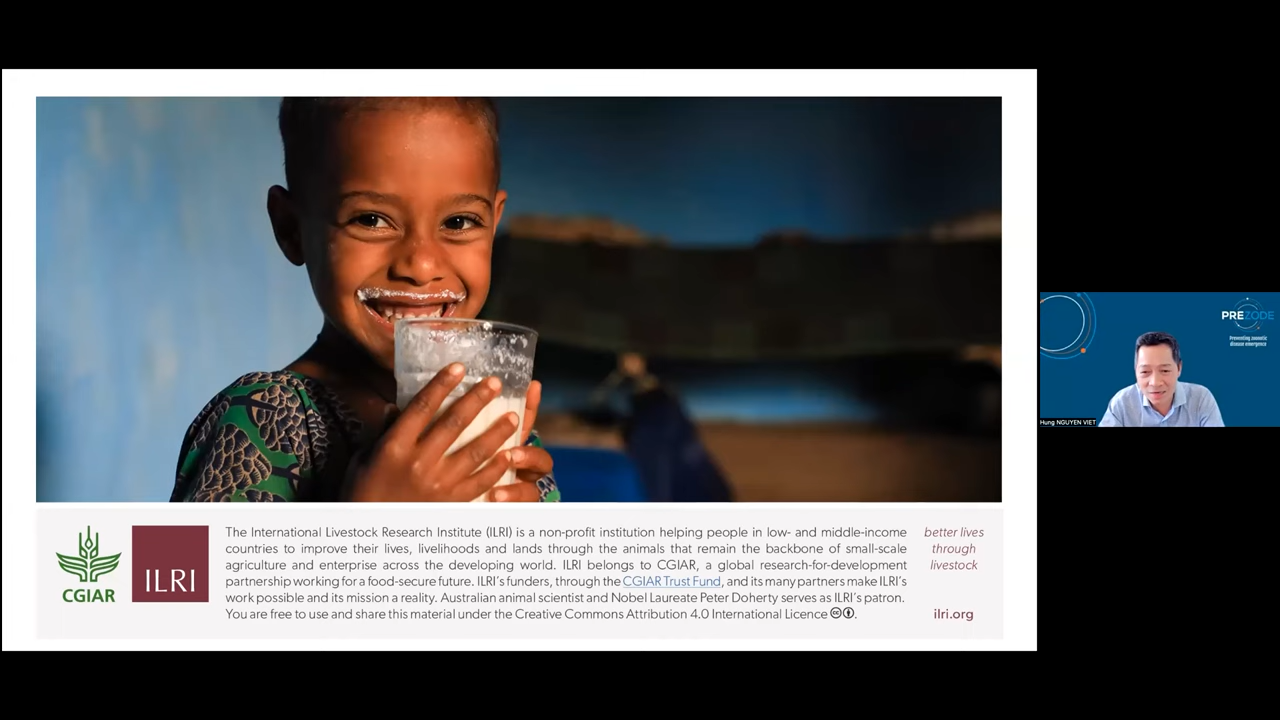 The International Livestock Research Institute (ILRI) is a non-profit institution helping people in low- and middle-income
countries to improve their lives, livelihoods and lands through the animals that remain the backbone of small-scale
agriculture and enterprise across the developing world. ILRI belongs to CGIAR, a global research-for-development
partnership working for a food-secure future. ILRI's funders, through the CGIAR Trust Fund, and its many partners make ILRI's
work possible and its mission a reality. Australian animal scientist and Nobel Laureate Peter Doherty serves as ILRI's patron.
You are free to use and share this material under the Creative Commons Attribution 4.0 International Licence
CGIAR
ILRI
better lives
through
livestock
ilri.org
PREZODE
Preventing zoonotic
disease emergence
Hung NGUYEN VIET